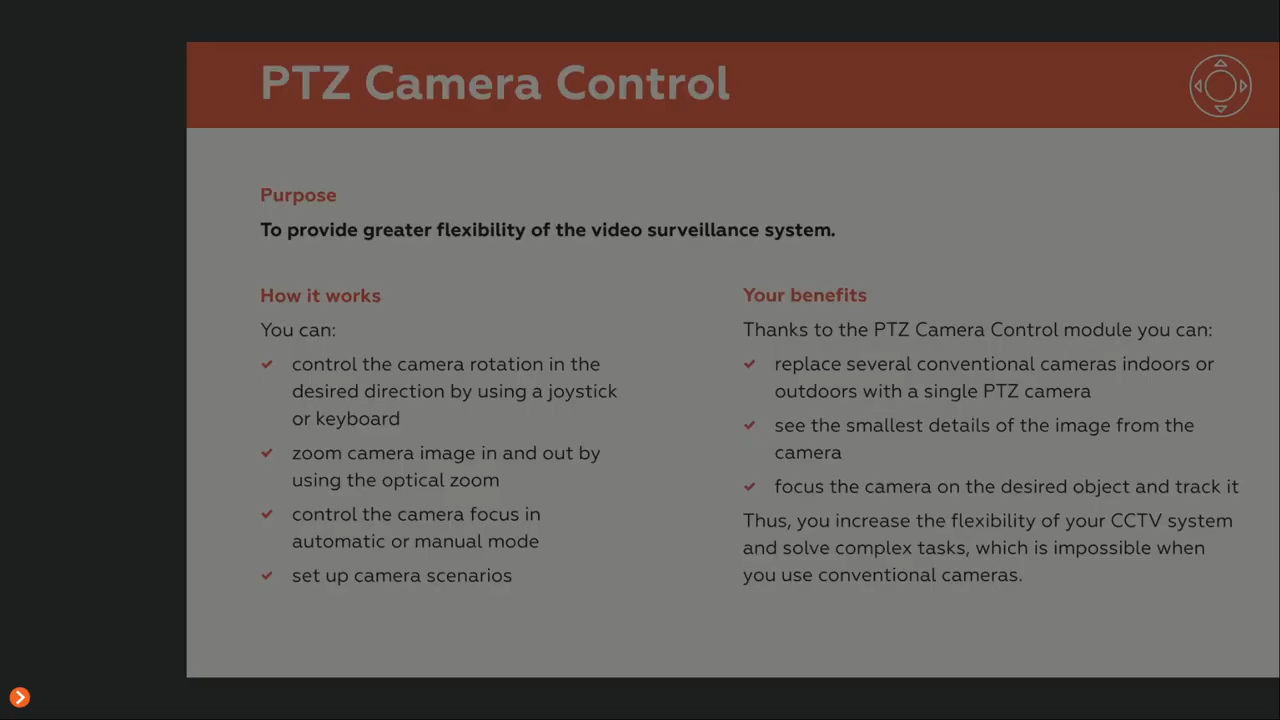 PTZ Camera Control
Purpose
To provide greater flexibility of the video surveillance system.
How it works
You can:
control the camera rotation in the
desired direction by using a joystick
or keyboard
zoom camera image in and out by
using the optical zoom
control the camera focus in
automatic or manual mode
set up camera scenarios
Your benefits
Thanks to the PTZ Camera Control module you can:
replace several conventional cameras indoors or
outdoors with a single PTZ camera
see the smallest details of the image from the
camera
focus the camera on the desired object and track it
Thus, you increase the flexibility of your CCTV system
and solve complex tasks, which is impossible when
you use conventional cameras.